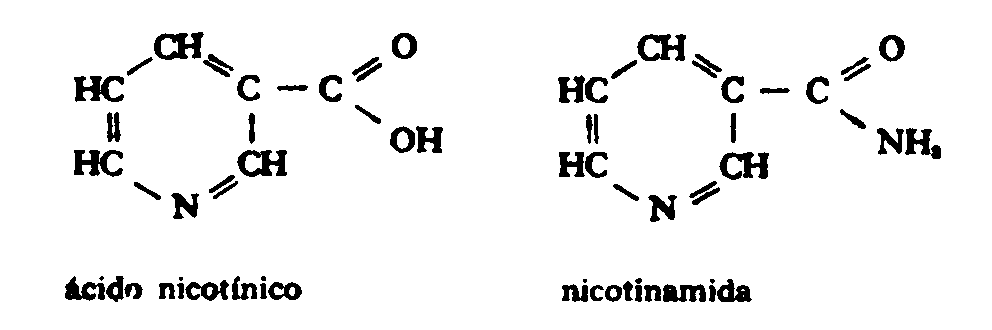 CH O CH O
HC C C HC C C
OH NH₂
HC CH HC CH
N N
ácido nicotínico nicotinamida